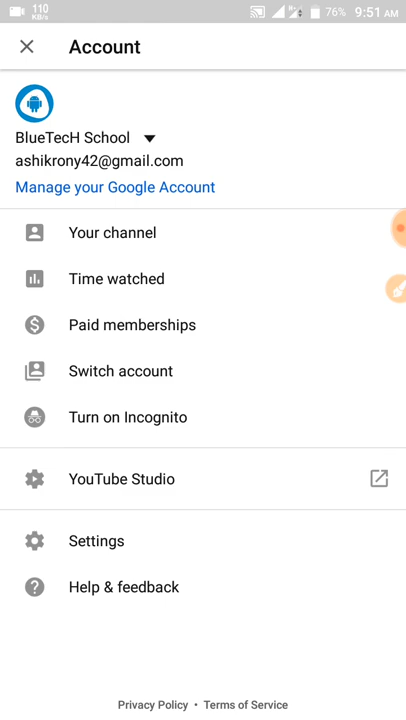 110
KB/s
76% 9:51 AM
Account
BlueTecH School
ashikrony42@gmail.com
Manage your Google Account
Your channel
Time watched
Paid memberships
Switch account
Turn on Incognito
YouTube Studio
Settings
Help & feedback
Privacy Policy • Terms of Service